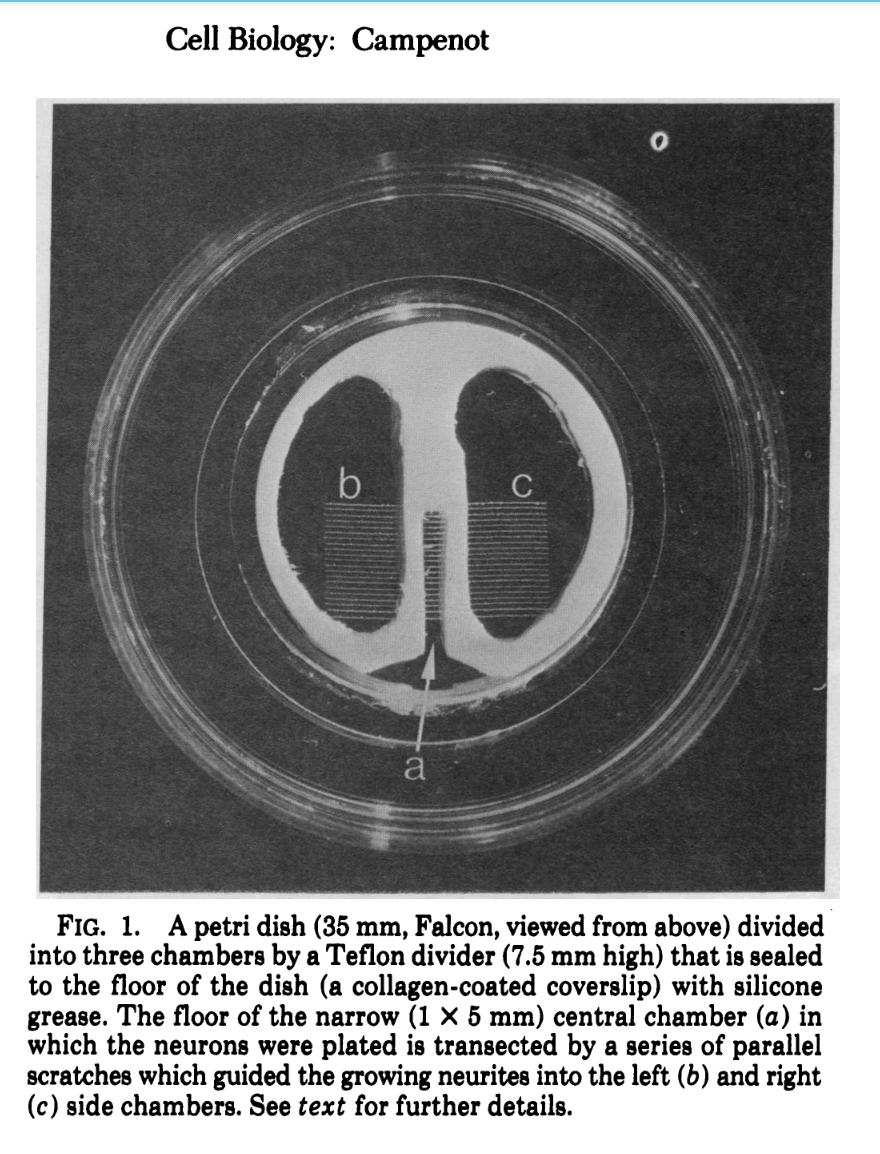 Cell Biology: Campenot
b
c
a
FIG. 1. A petri dish (35 mm, Falcon, viewed from above) divided
into three chambers by a Teflon divider (7.5 mm high) that is sealed
to the floor of the dish (a collagen-coated coverslip) with silicone
grease. The floor of the narrow (1 × 5 mm) central chamber (a) in
which the neurons were plated is transected by a series of parallel
scratches which guided the growing neurites into the left (b) and right
(c) side chambers. See text for further details.